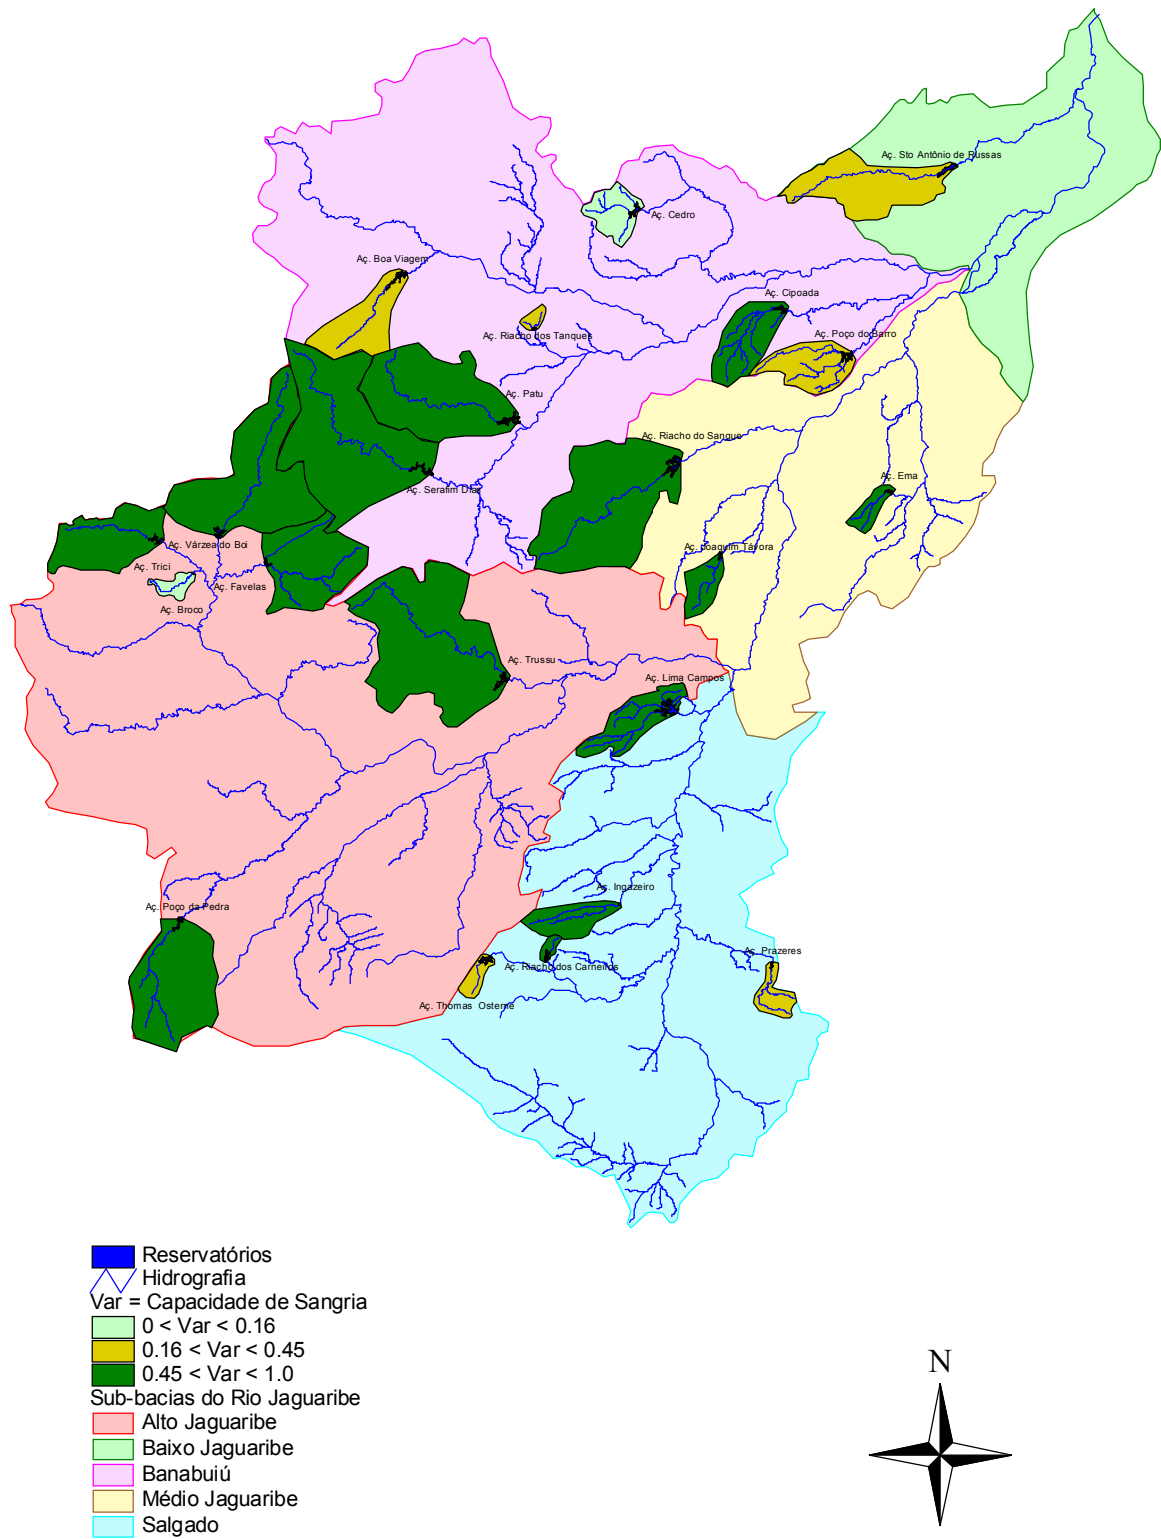 Aç. Sto Antônio de Russas
Aç. Cedro
Aç. Boa Viagem
Aç. Cipoada
Aç. Riacho dos Tanques
Aç. Poço do Barro
Aç. Patu
Aç. Riacho do Sangue
Aç. Ema
Aç. Serafim Dias
Aç. Várzea do Boi
Aç. Joaquim Távora
Aç. Trici
Aç. Favelas
Aç. Broco
Aç. Trussu
Aç. Lima Campos
Aç. Ingazeiro
Aç. Poço da Pedra
Aç. Prazeres
Aç. Riacho dos Carneiros
Aç. Thomas Osterne
Reservatórios
Hidrografia
Var = Capacidade de Sangria
0 < Var < 0.16
0.16 < Var < 0.45
0.45 < Var < 1.0
Sub-bacias do Rio Jaguaribe
Alto Jaguaribe
Baixo Jaguaribe
Banabuiú
Médio Jaguaribe
Salgado
N